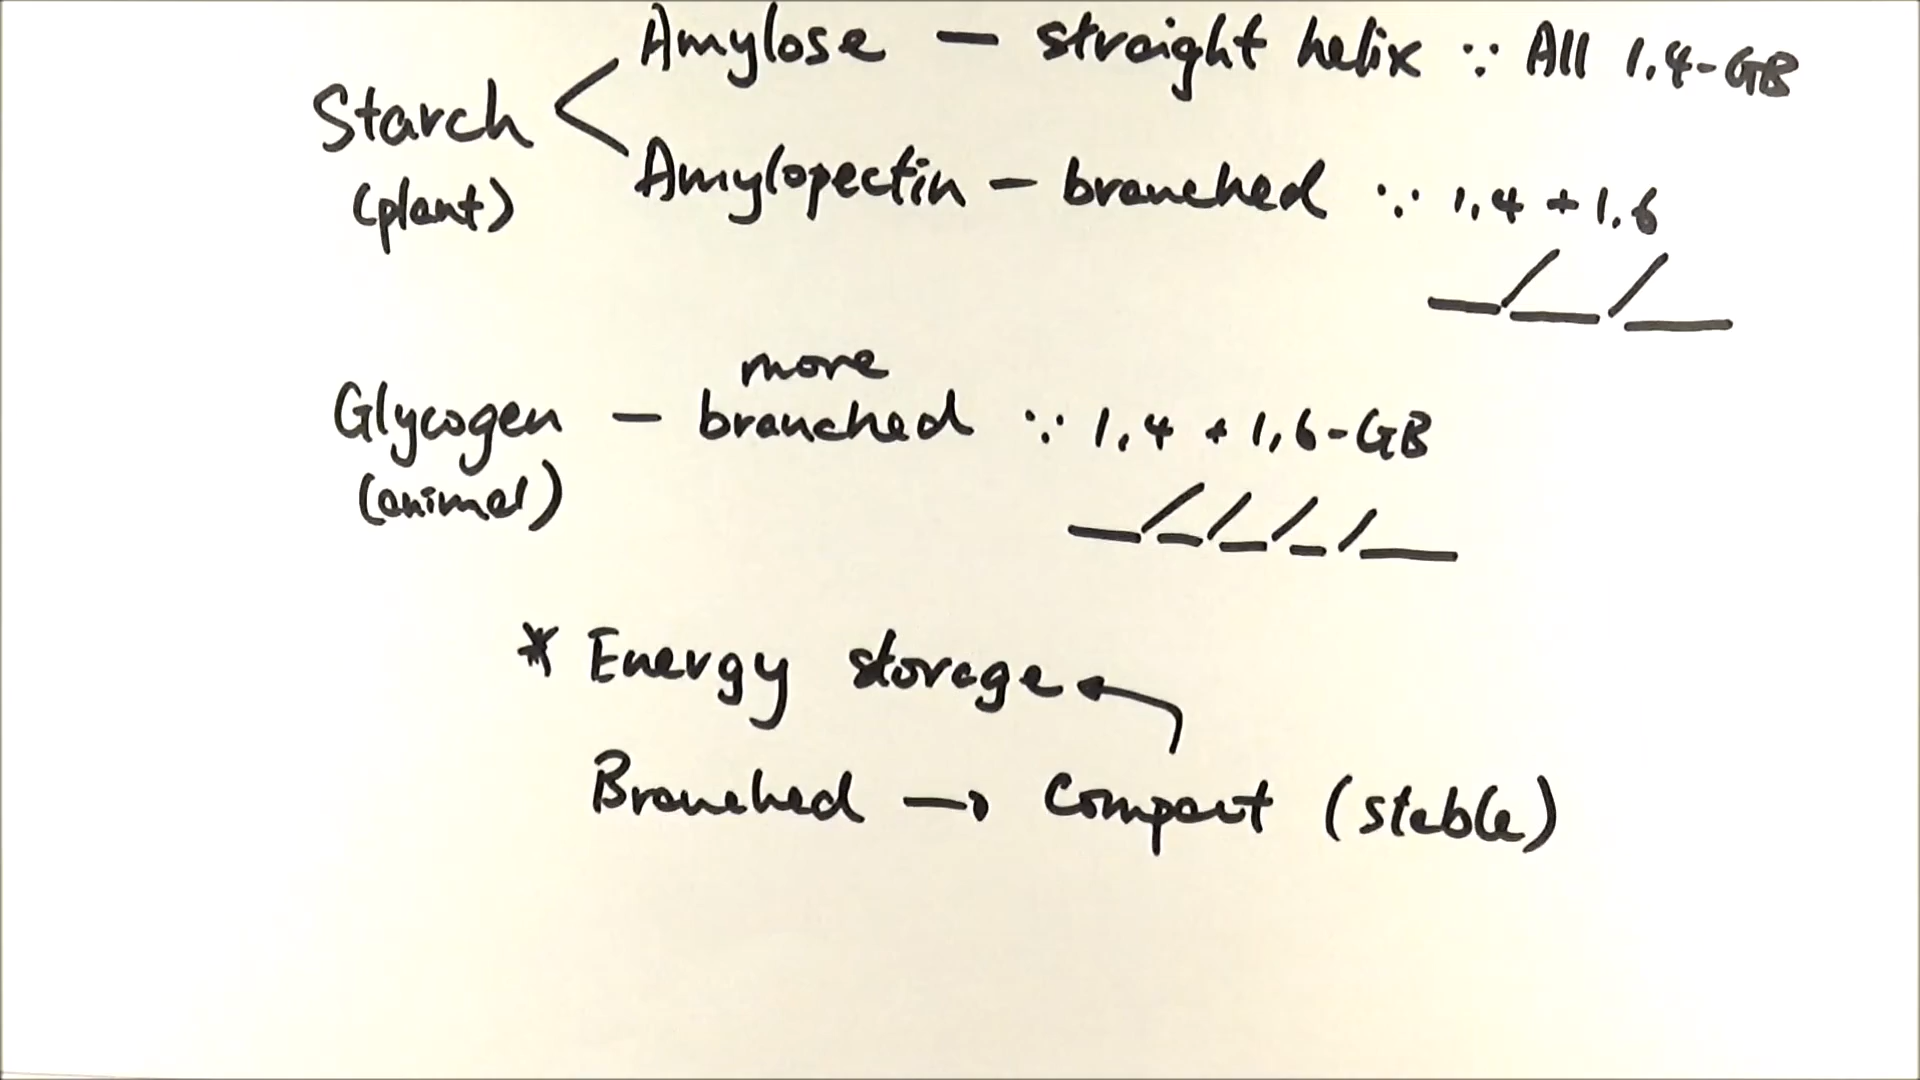 Amylose — straight helix ∵ All 1,4-GB
Starch
(plant)
Amylopectin — branched ∵ 1,4 + 1,6
more
Glycogen — branched ∵ 1,4 + 1,6-GB
(animal)
* Energy storage
Branched → Compact (stable)